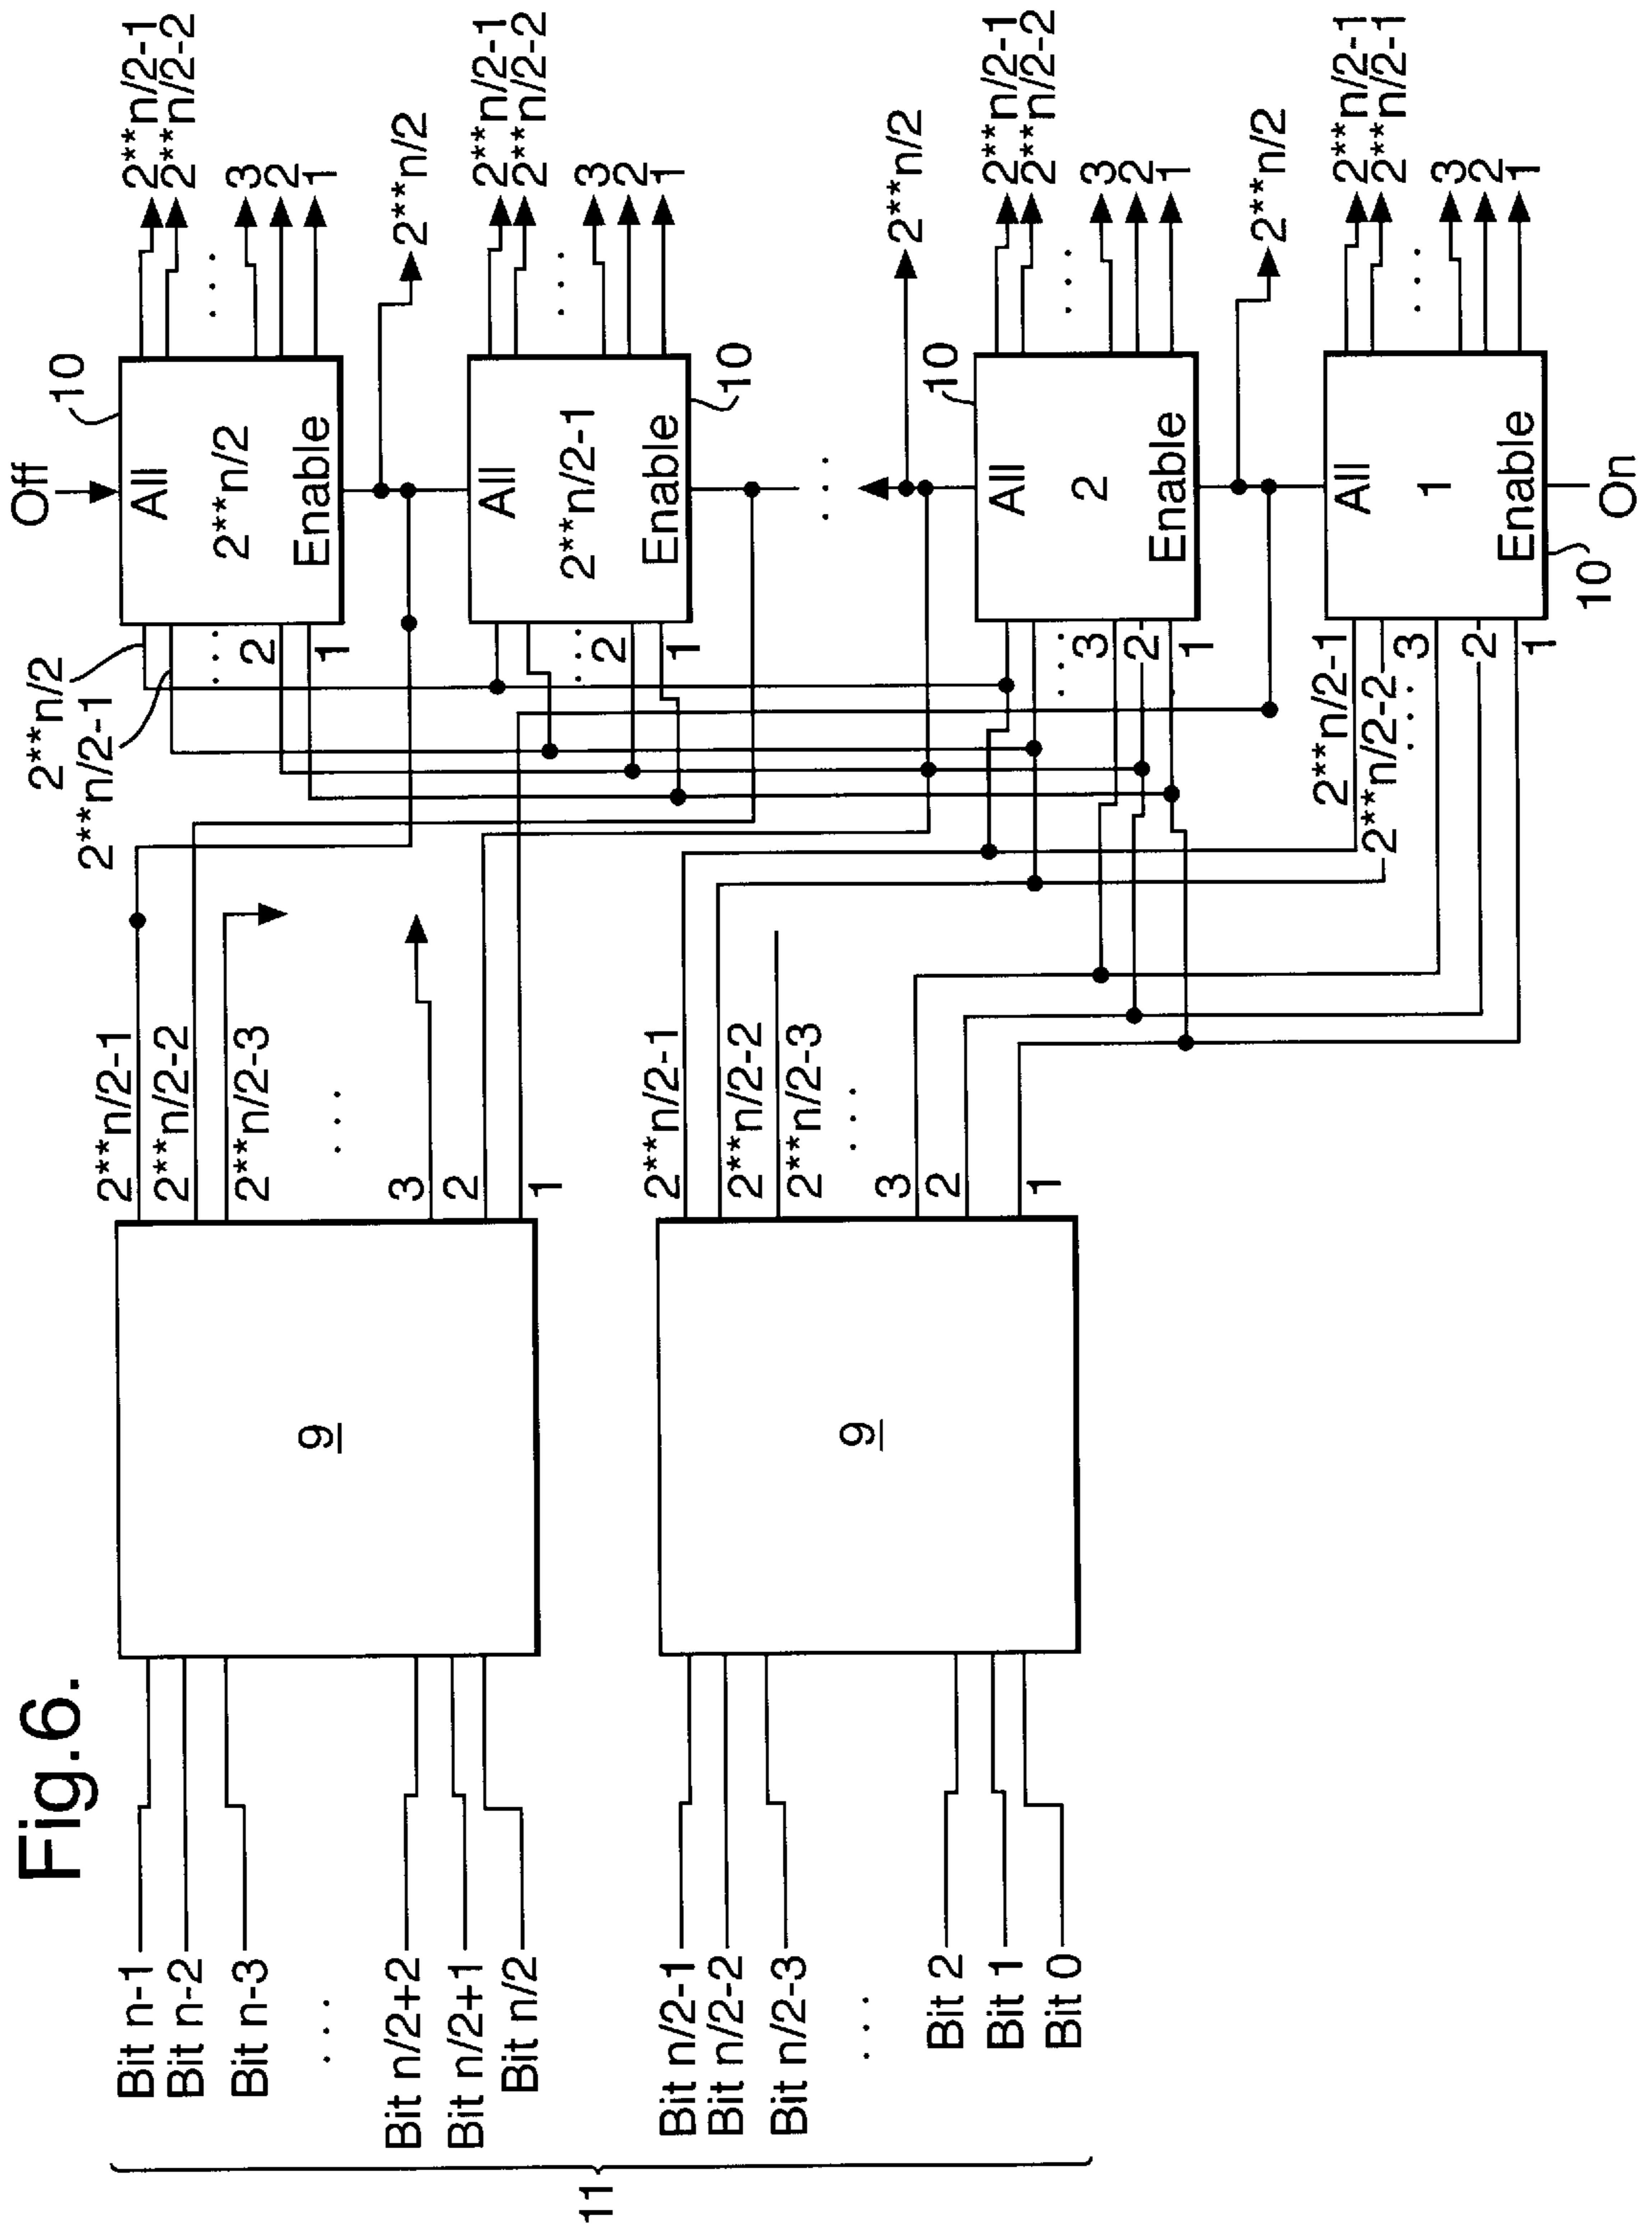 Fig.6.
Off
On
All
2**n/2
Enable
10
2**n/2
2**n/2-1
2
1
2**n/2-1
2**n/2-2
3
2
1
2**n/2
All
2**n/2-1
Enable
10
2
1
2**n/2-1
2**n/2-2
3
2
1
2**n/2
All
2
Enable
10
3
2
1
2**n/2-1
2**n/2-2
3
2
1
2**n/2
All
1
Enable
10
2**n/2-1
2**n/2-2
3
2
1
2**n/2-1
2**n/2-1
3
2
1
9
2**n/2-1
2**n/2-2
2**n/2-3
3
2
1
Bit n-1
Bit n-2
Bit n-3
Bit n/2+2
Bit n/2+1
Bit n/2
9
2**n/2-1
2**n/2-2
2**n/2-3
3
2
1
Bit n/2-1
Bit n/2-2
Bit n/2-3
Bit 2
Bit 1
Bit 0
11